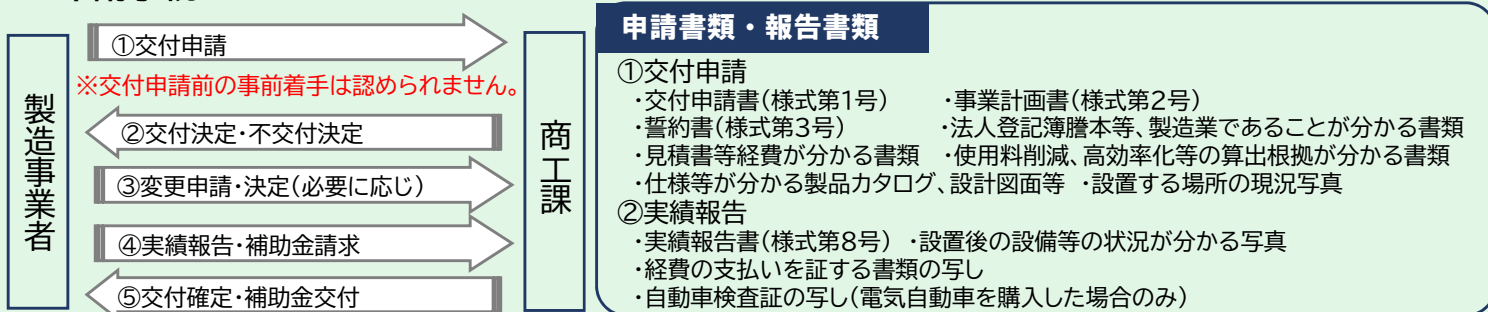 製造事業者
①交付申請
※交付申請前の事前着手は認められません。
②交付決定・不交付決定
③変更申請・決定(必要に応じ)
④実績報告・補助金請求
⑤交付確定・補助金交付
商工課
申請書類・報告書類
①交付申請
・交付申請書(様式第1号) ・事業計画書(様式第2号)
・誓約書(様式第3号) ・法人登記簿謄本等、製造業であることが分かる書類
・見積書等経費が分かる書類 ・使用料削減、高効率化等の算出根拠が分かる書類
・仕様等が分かる製品カタログ、設計図面等 ・設置する場所の現況写真
②実績報告
・実績報告書(様式第8号) ・設置後の設備等の状況が分かる写真
・経費の支払いを証する書類の写し
・自動車検査証の写し(電気自動車を購入した場合のみ)